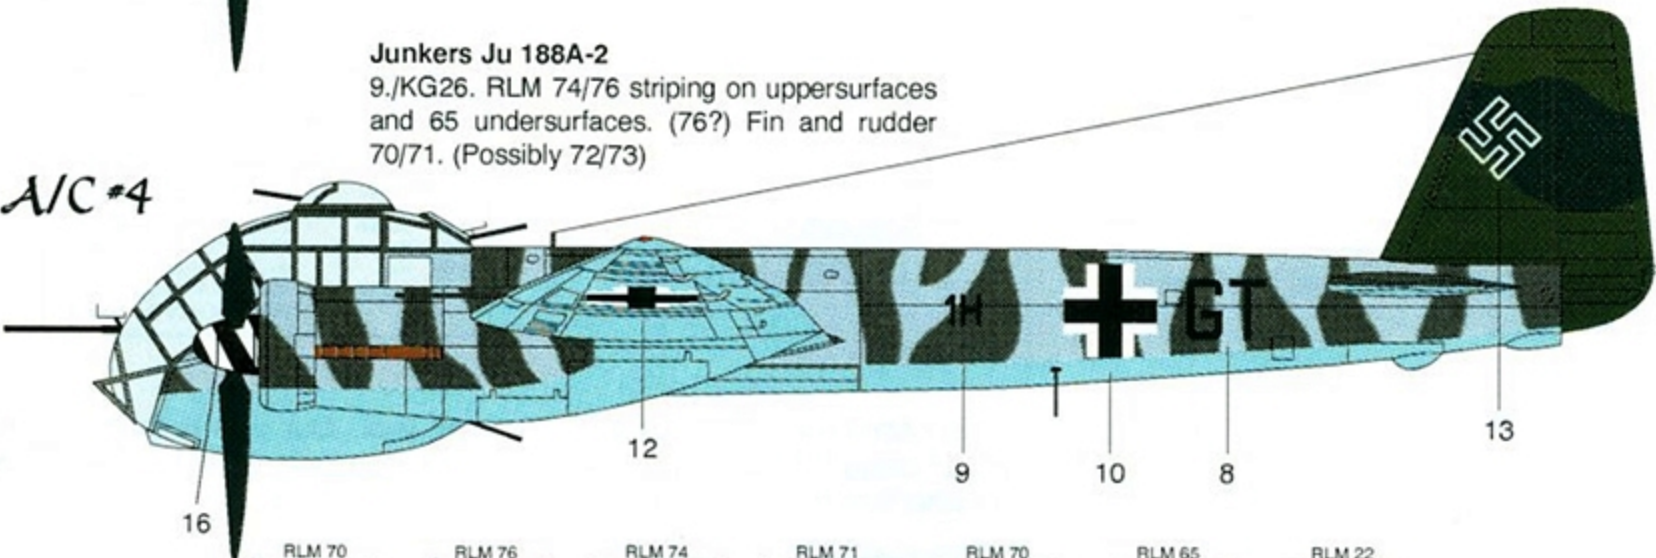 Junkers Ju 188A-2
9./KG26. RLM 74/76 striping on uppersurfaces
and 65 undersurfaces. (76?) Fin and rudder
70/71. (Possibly 72/73)
A/C #4
1H GT
12
13
9
10
8
16
RLM 70 RLM 76 RLM 74 RLM 71 RLM 70 RLM 65 RLM 22